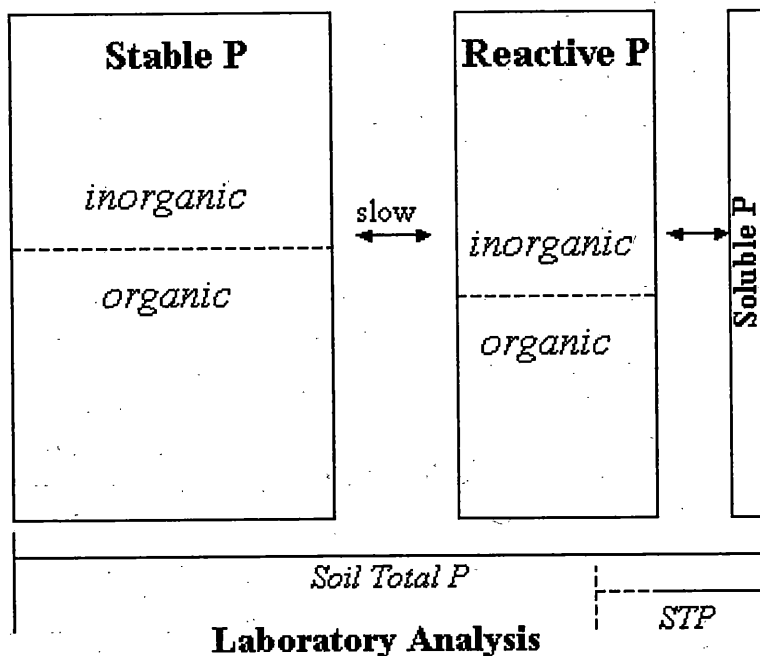 Stable P
Reactive P
inorganic
slow
inorganic
organic
organic
Soluble P
Soil Total P
STP
Laboratory Analysis